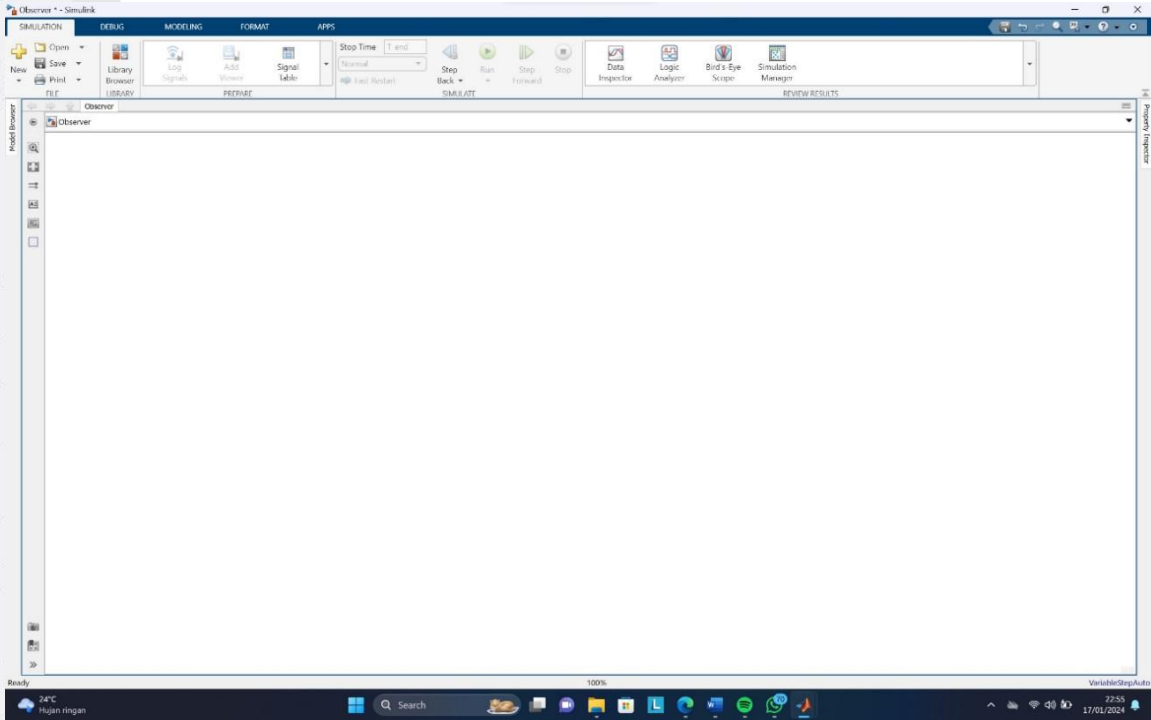 Observer * - Simulink
SIMULATION DEBUG MODELING FORMAT APPS
New
Open
Save
Print
FILE
Library Browser
LIBRARY
Log Signals
Add Viewer
Signal Table
PREPARE
Stop Time T_end
Normal
Fast Restart
Step Back
Run
Step Forward
Stop
SIMULATE
Data Inspector
Logic Analyzer
Bird's-Eye Scope
Simulation Manager
REVIEW RESULTS
Model Browser
Observer
Observer
Property Inspector
Ready 100% VariableStepAuto
24°C
Hujan ringan
Search
22:55
17/01/2024